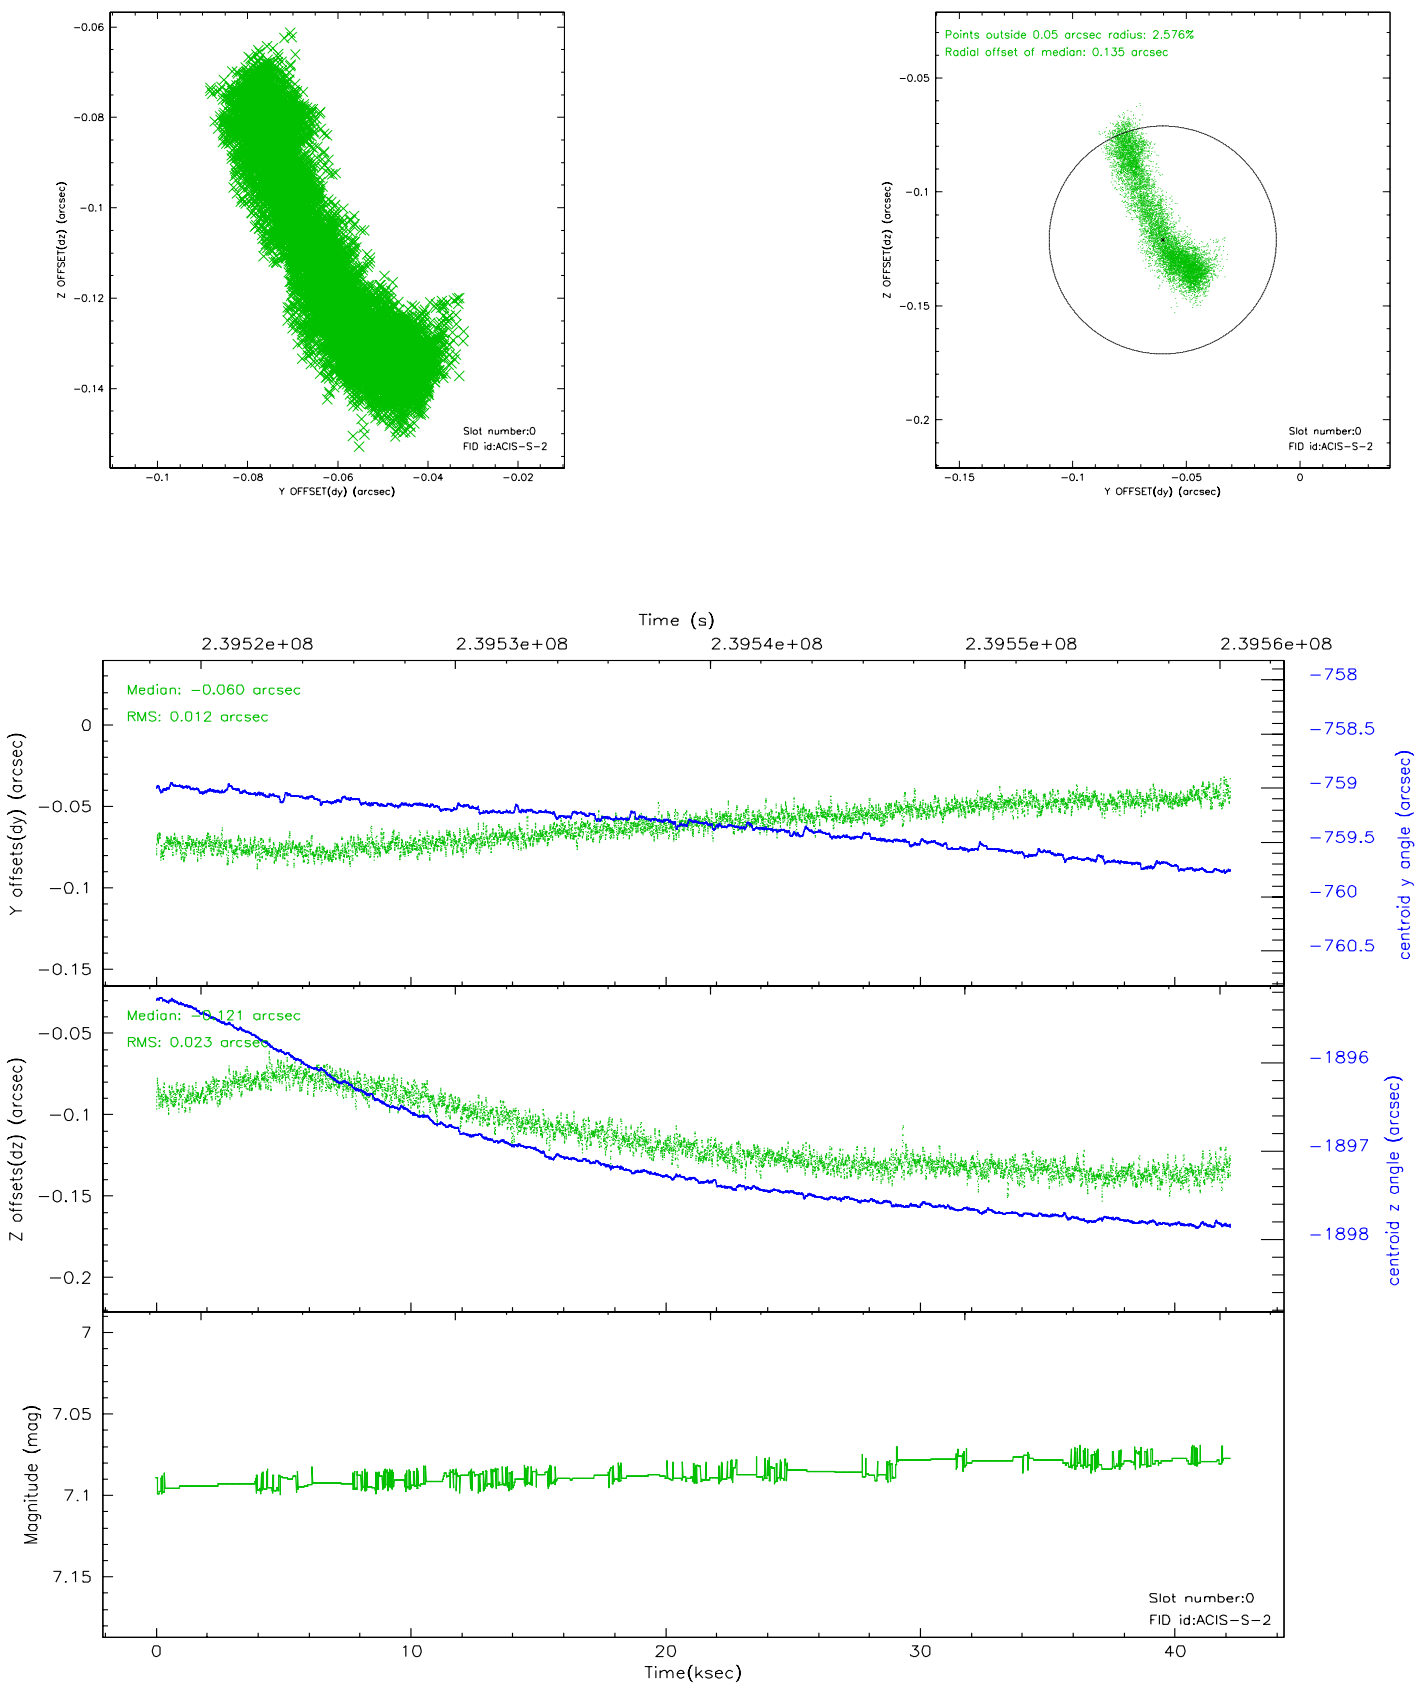 −0.06
−0.08
−0.1
−0.12
−0.14
Z OFFSET(dz) (arcsec)
Slot number:0
FID id:ACIS−S−2
−0.1
−0.08
−0.06
−0.04
−0.02
Y OFFSET(dy) (arcsec)
Points outside 0.05 arcsec radius: 2.576%
Radial offset of median: 0.135 arcsec
−0.05
−0.1
−0.15
−0.2
Z OFFSET(dz) (arcsec)
Slot number:0
FID id:ACIS−S−2
−0.15
−0.1
−0.05
0
Y OFFSET(dy) (arcsec)
Time (s)
2.3952e+08
2.3953e+08
2.3954e+08
2.3955e+08
2.3956e+08
Median: −0.060 arcsec
RMS: 0.012 arcsec
0
−0.05
−0.1
−0.15
Y offsets(dy) (arcsec)
−758
−758.5
−759
−759.5
−760
−760.5
centroid y angle (arcsec)
Median: −0.121 arcsec
RMS: 0.023 arcsec
−0.05
−0.1
−0.15
−0.2
Z offsets(dz) (arcsec)
−1896
−1897
−1898
centroid z angle (arcsec)
7
7.05
7.1
7.15
Magnitude (mag)
Slot number:0
FID id:ACIS−S−2
0
10
20
30
40
Time(ksec)